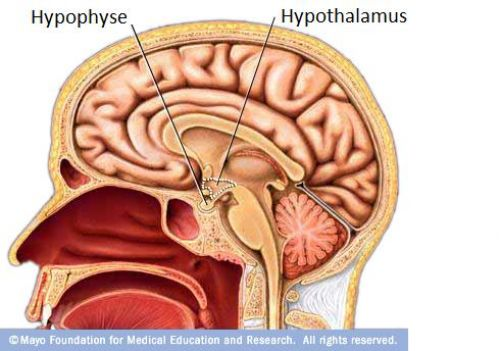 Hypophyse
Hypothalamus
©Mayo Foundation for Medical Education and Research. All rights reserved.